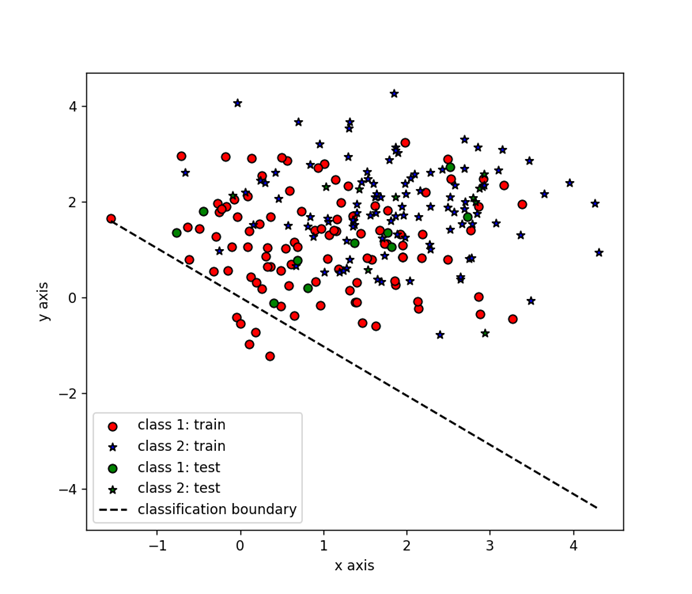 4
2
0
−2
−4
y axis
−1
0
1
2
3
4
x axis
class 1: train
class 2: train
class 1: test
class 2: test
classification boundary